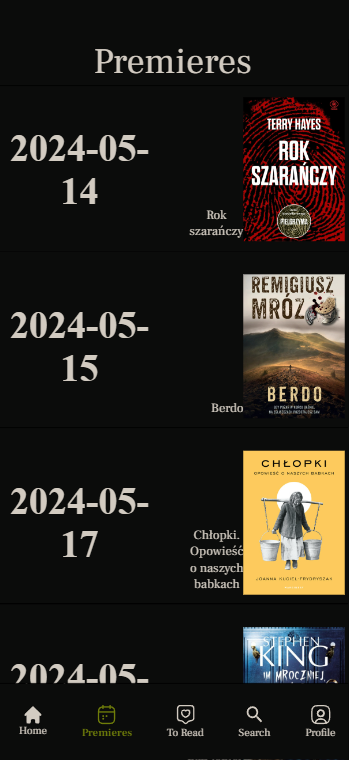 Premieres
2024-05-
14
TERRY HAYES
ROK
SZARAŃCZY
PIELGRZYMA
Rok
szarańczy
2024-05-
15
REMIGIUSZ
MRÓZ
BERDO
Berdo
2024-05-
17
CHŁOPKI
OPOWIEŚĆ O NASZYCH BABKACH
JOANNA KUCIEL-FRYDRYSZAK
Chłopki.
Opowieść
o naszych
babkach
2024-05-
STEPHEN
KING
Home
Premieres
To Read
Search
Profile